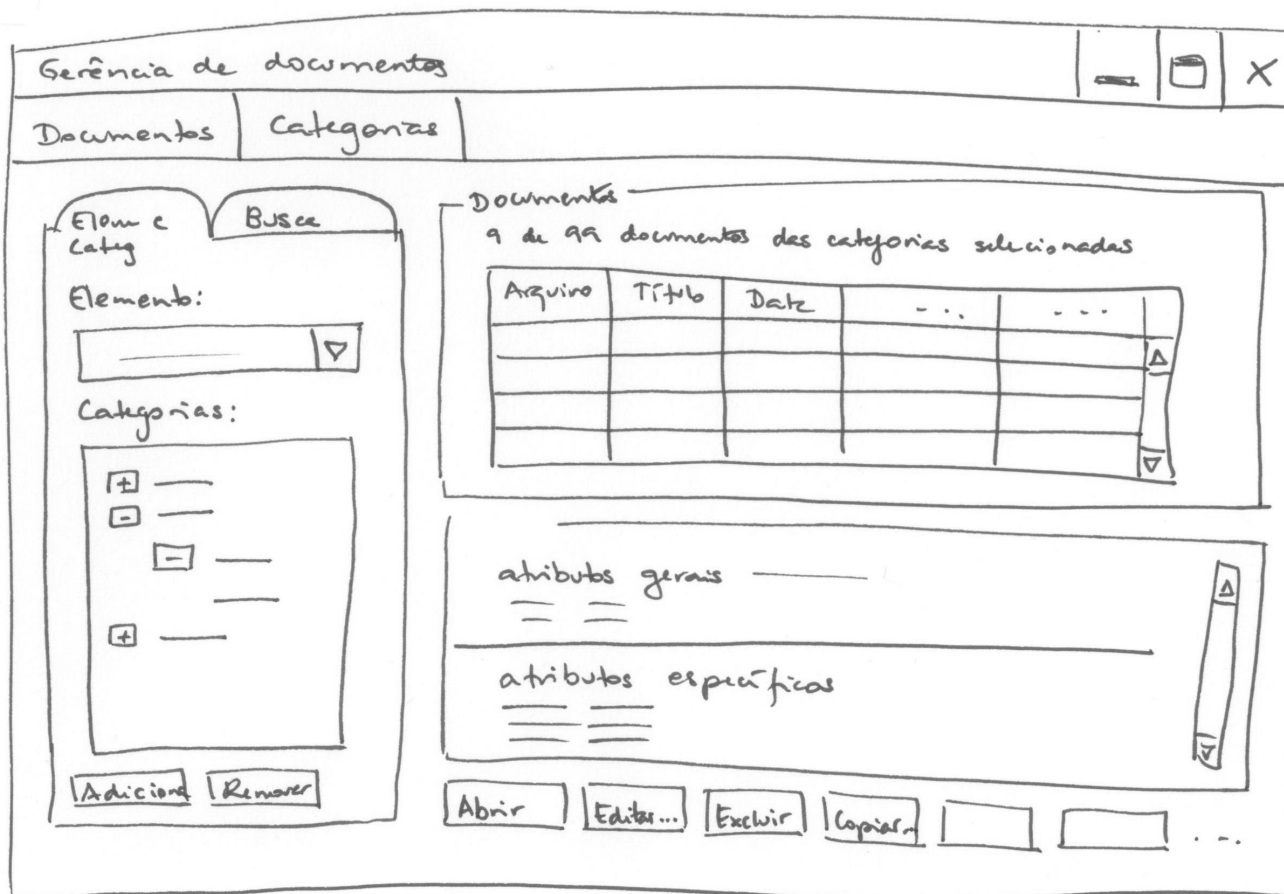 Gerência de documentos
Documentos
Categorias
Elem e
Categ
Busca
Elemento:
Categorias:
+
-
-
+
Adicionar
Remover
Documentos
9 de 99 documentos das categorias selecionadas
Arquivo Título Data ... ...
atributos gerais
atributos específicos
Abrir Editar... Excluir Copiar... ...